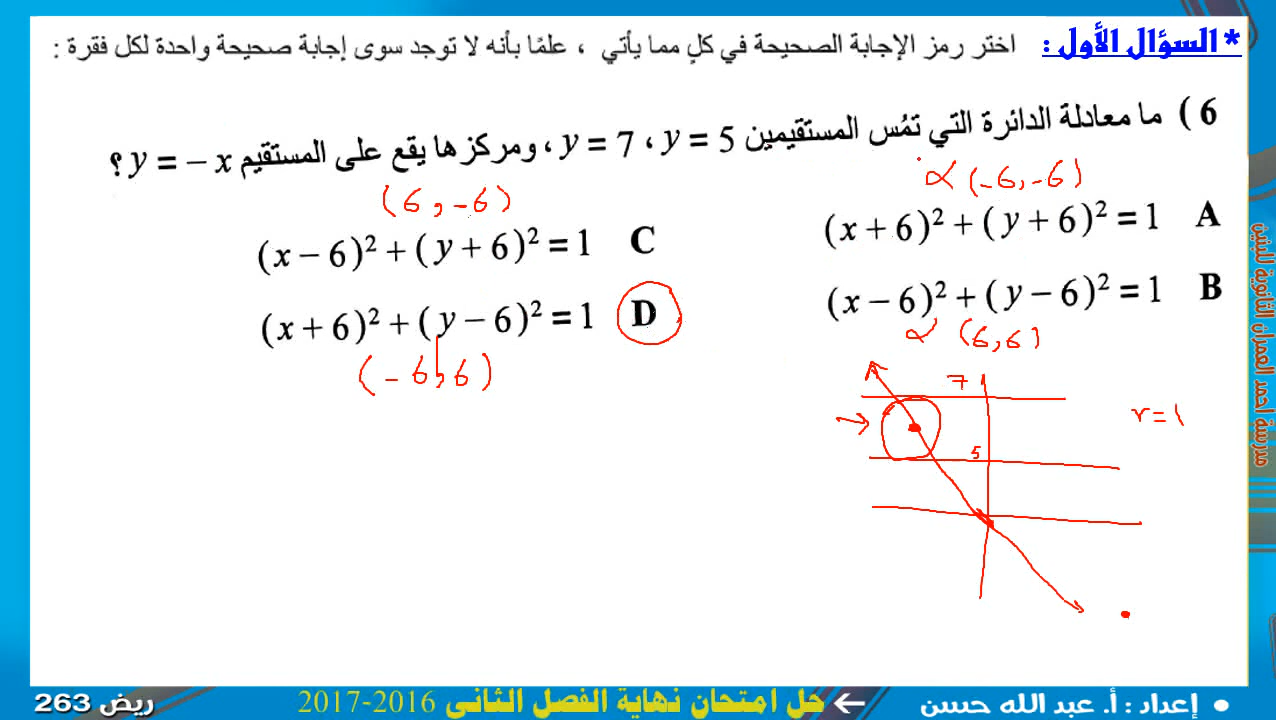 * السؤال الأول : اختر رمز الإجابة الصحيحة في كلٍ مما يأتي ، علمًا بأنه لا توجد سوى إجابة صحيحة واحدة لكل فقرة :
6 ) ما معادلة الدائرة التي تمُس المستقيمين y = 5 ، y = 7 ، ومركزها يقع على المستقيم y = − x ؟
∝ (-6, -6)
(6, -6)
A (x + 6)² + (y + 6)² = 1
C (x − 6)² + (y + 6)² = 1
B (x − 6)² + (y − 6)² = 1
D (x + 6)² + (y − 6)² = 1
∝ (6,6)
(-6, 6)
7
r=1
5
مدرسة احمد العمران الثانوية للبنين
• إعداد : أ. عبد الله حسن ← حل امتحان نهاية الفصل الثاني 2016-2017 ريض 263